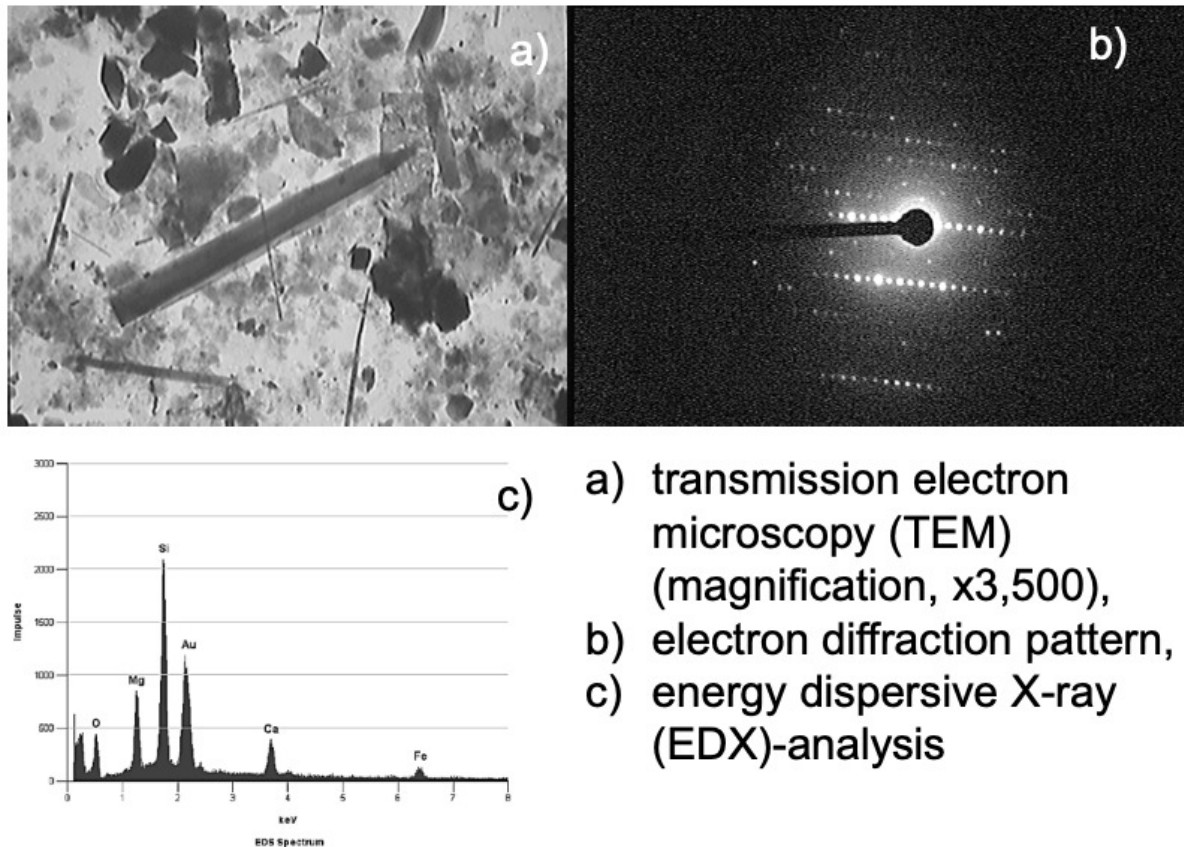 a)
b)
c)
3000
2500
2000
1500
1000
500
0
Impulse
O
Mg
Si
Au
Ca
Fe
0 1 2 3 4 5 6 7 8
keV
EDS Spectrum
a) transmission electron
microscopy (TEM)
(magnification, x3,500),
b) electron diffraction pattern,
c) energy dispersive X-ray
(EDX)-analysis